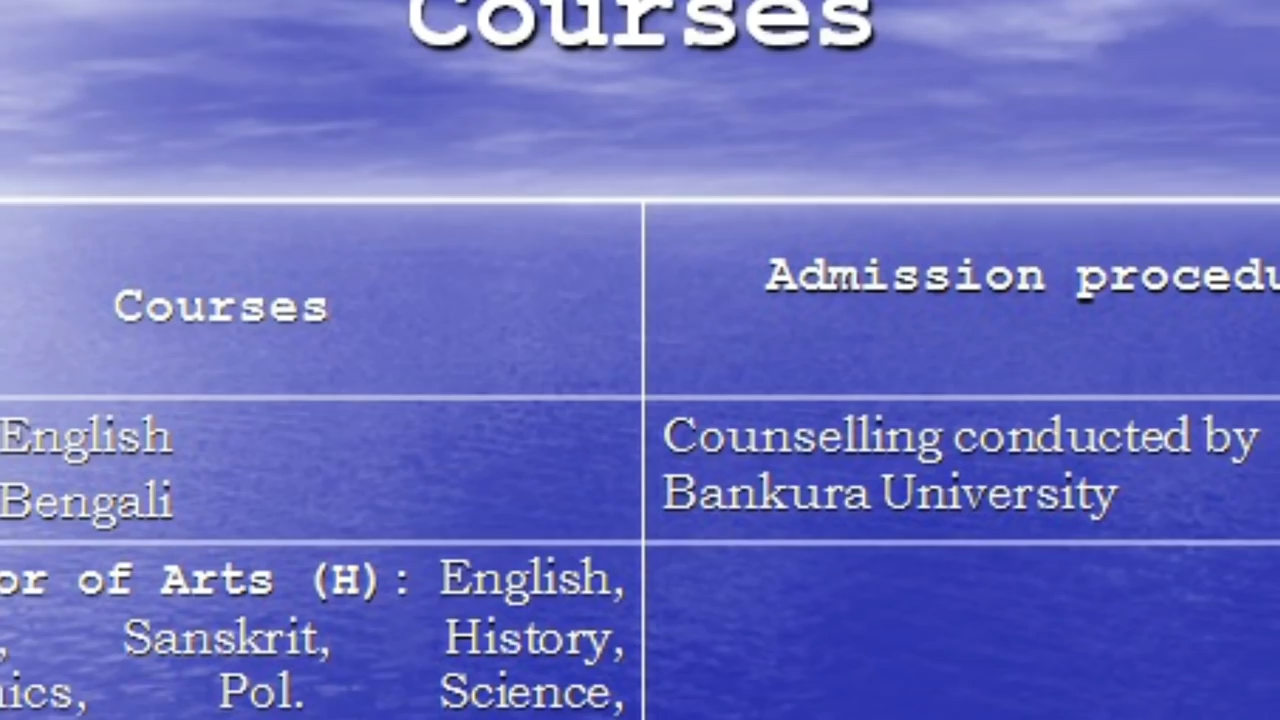 Courses
Courses
Admission procedu
English
Bengali
Counselling conducted by
Bankura University
or of Arts (H): English,
, Sanskrit, History,
ics, Pol. Science,